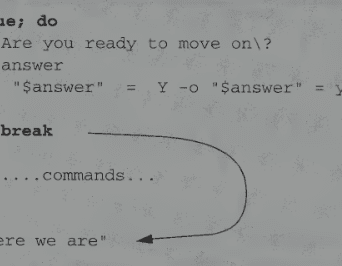 ue; do
Are you ready to move on\?
answer
"$answer" = Y -o "$answer" = y
break
....commands...
ere we are"